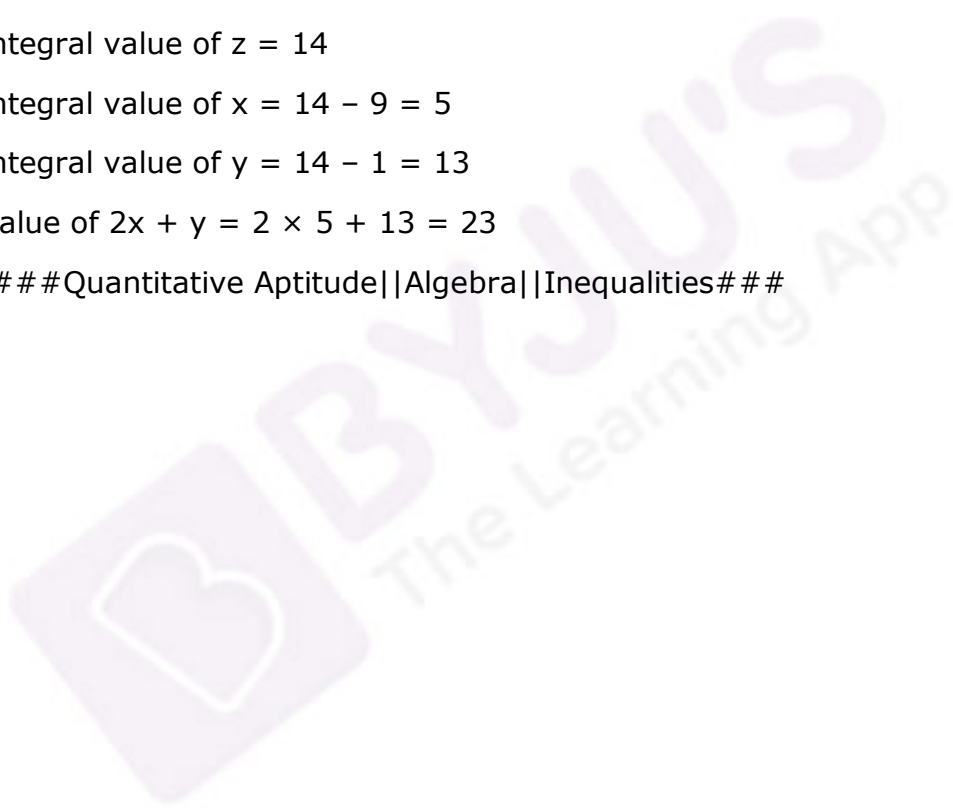 ntegral value of z = 14
ntegral value of x = 14 – 9 = 5
ntegral value of y = 14 – 1 = 13
alue of 2x + y = 2 × 5 + 13 = 23
###Quantitative Aptitude||Algebra||Inequalities###
BYJU'S
The Learning App